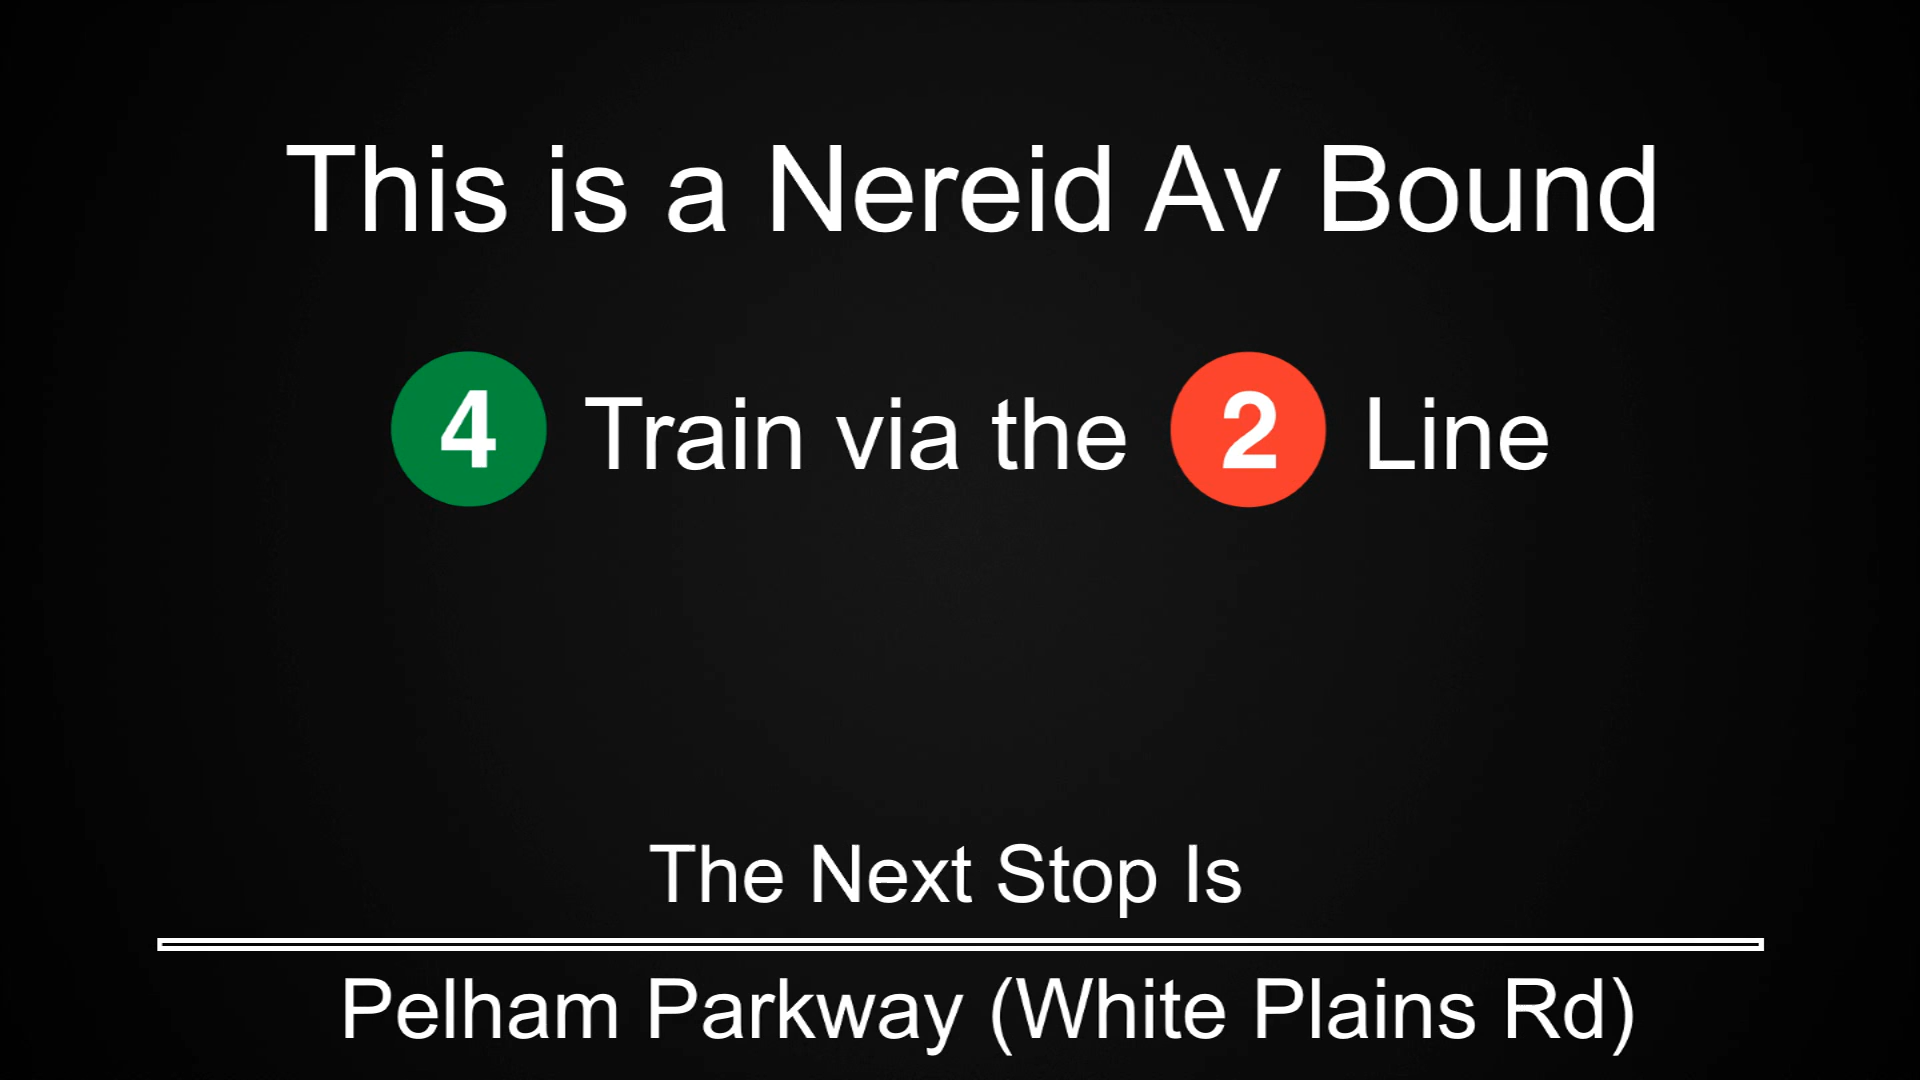 This is a Nereid Av Bound
4 Train via the 2 Line
The Next Stop Is
Pelham Parkway (White Plains Rd)